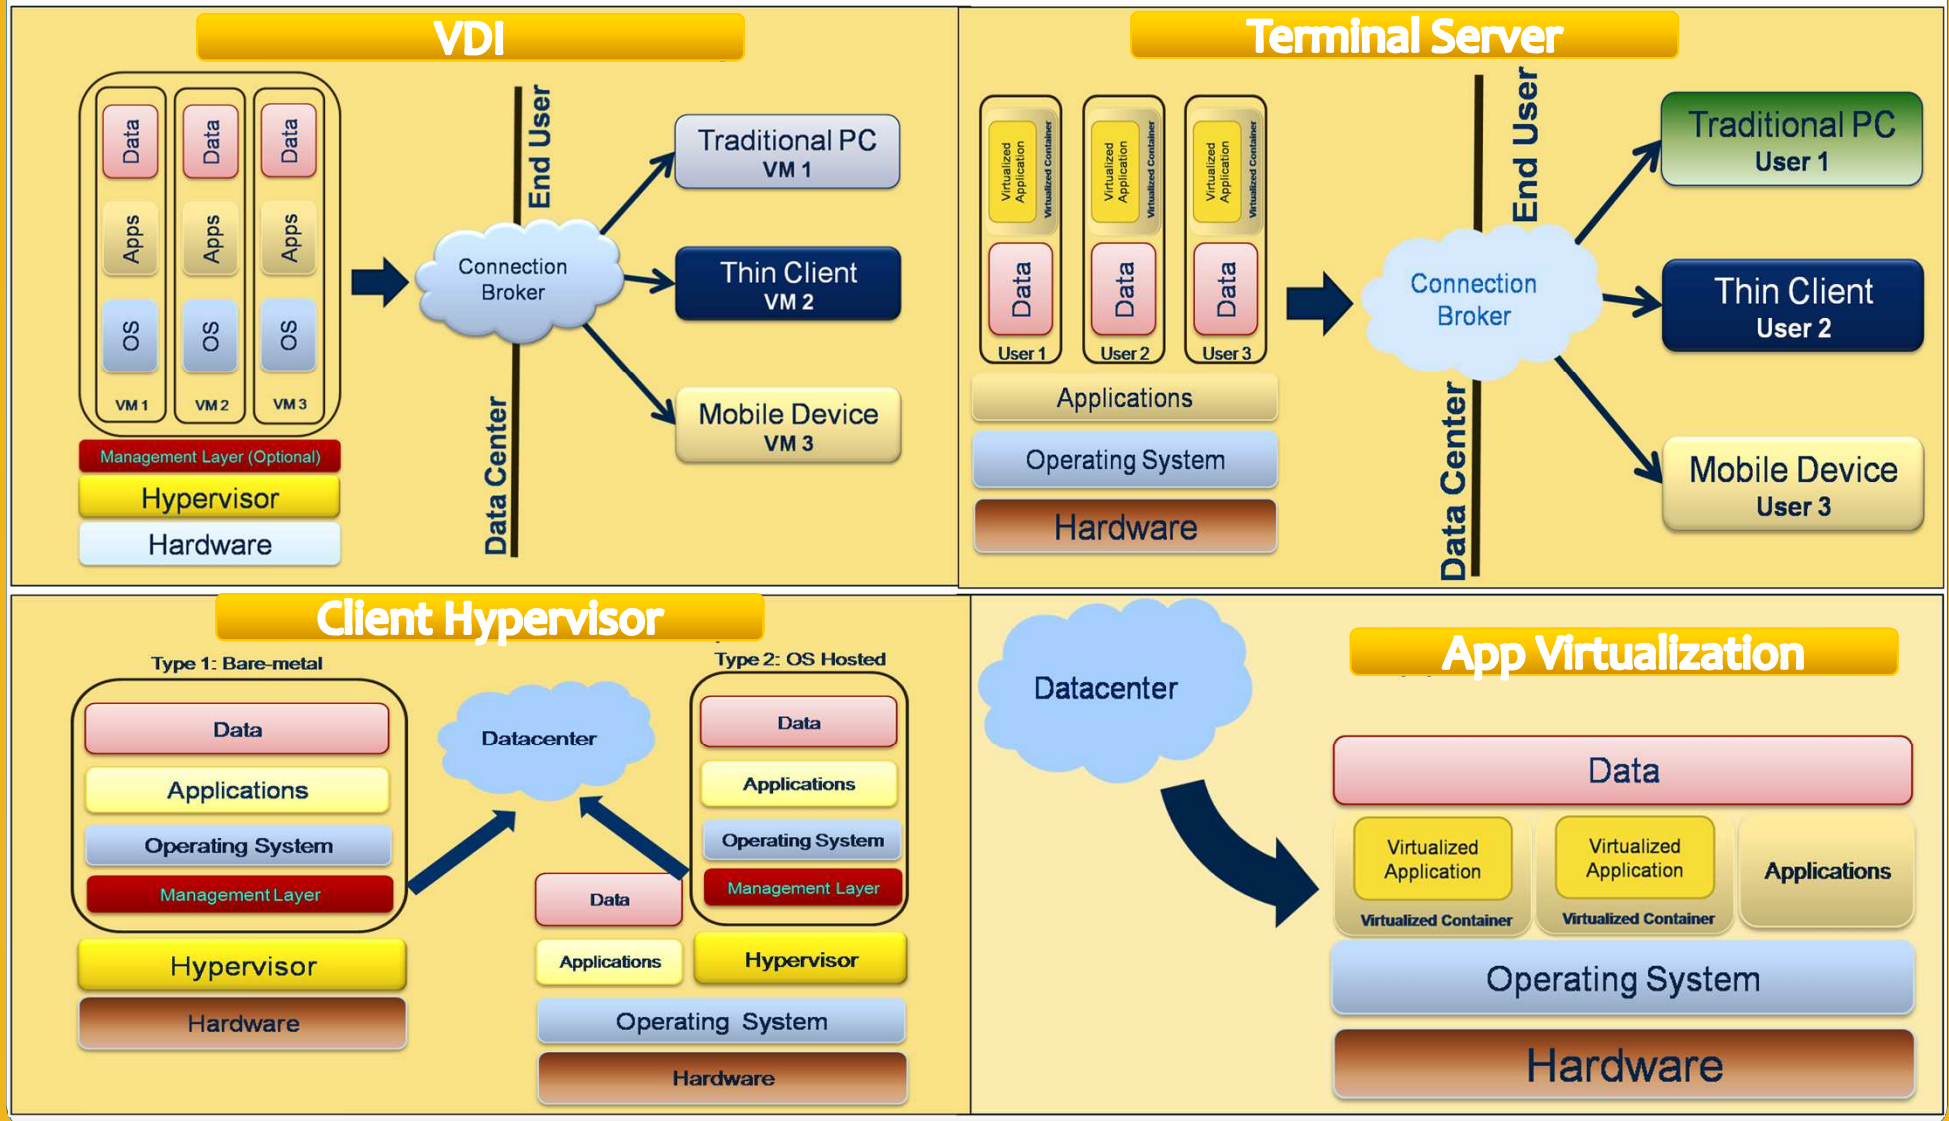 VDI
Data
Data
Data
Apps
Apps
Apps
OS
OS
OS
VM 1
VM 2
VM 3
Management Layer (Optional)
Hypervisor
Hardware
End User
Data Center
Connection
Broker
Traditional PC
VM 1
Thin Client
VM 2
Mobile Device
VM 3
Terminal Server
Virtualized
Application
Virtualized Container
Virtualized
Application
Virtualized Container
Virtualized
Application
Virtualized Container
Data
Data
Data
User 1
User 2
User 3
Applications
Operating System
Hardware
End User
Data Center
Connection
Broker
Traditional PC
User 1
Thin Client
User 2
Mobile Device
User 3
Client Hypervisor
Type 1: Bare-metal
Data
Applications
Operating System
Management Layer
Hypervisor
Hardware
Datacenter
Type 2: OS Hosted
Data
Applications
Operating System
Management Layer
Data
Applications
Hypervisor
Operating System
Hardware
Datacenter
App Virtualization
Data
Virtualized
Application
Virtualized Container
Virtualized
Application
Virtualized Container
Applications
Operating System
Hardware